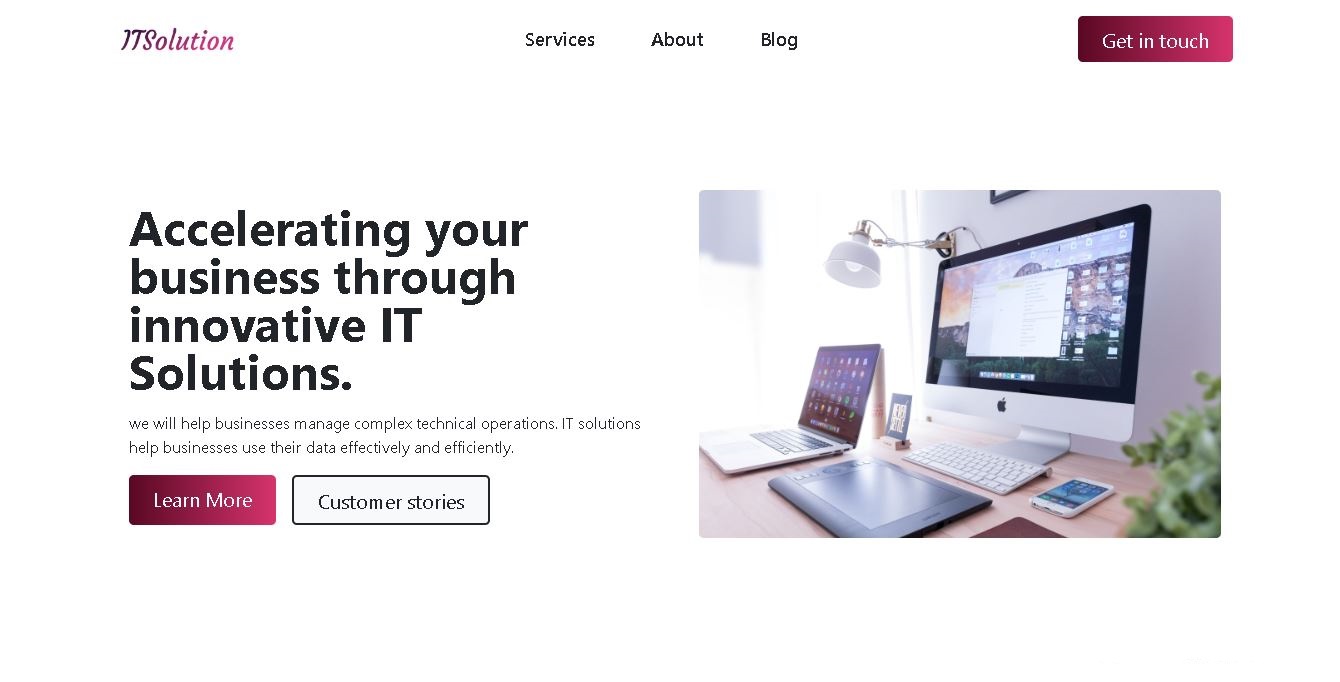 ITSolution
Services
About
Blog
Get in touch
Accelerating your
business through
innovative IT
Solutions.
we will help businesses manage complex technical operations. IT solutions
help businesses use their data effectively and efficiently.
Learn More
Customer stories